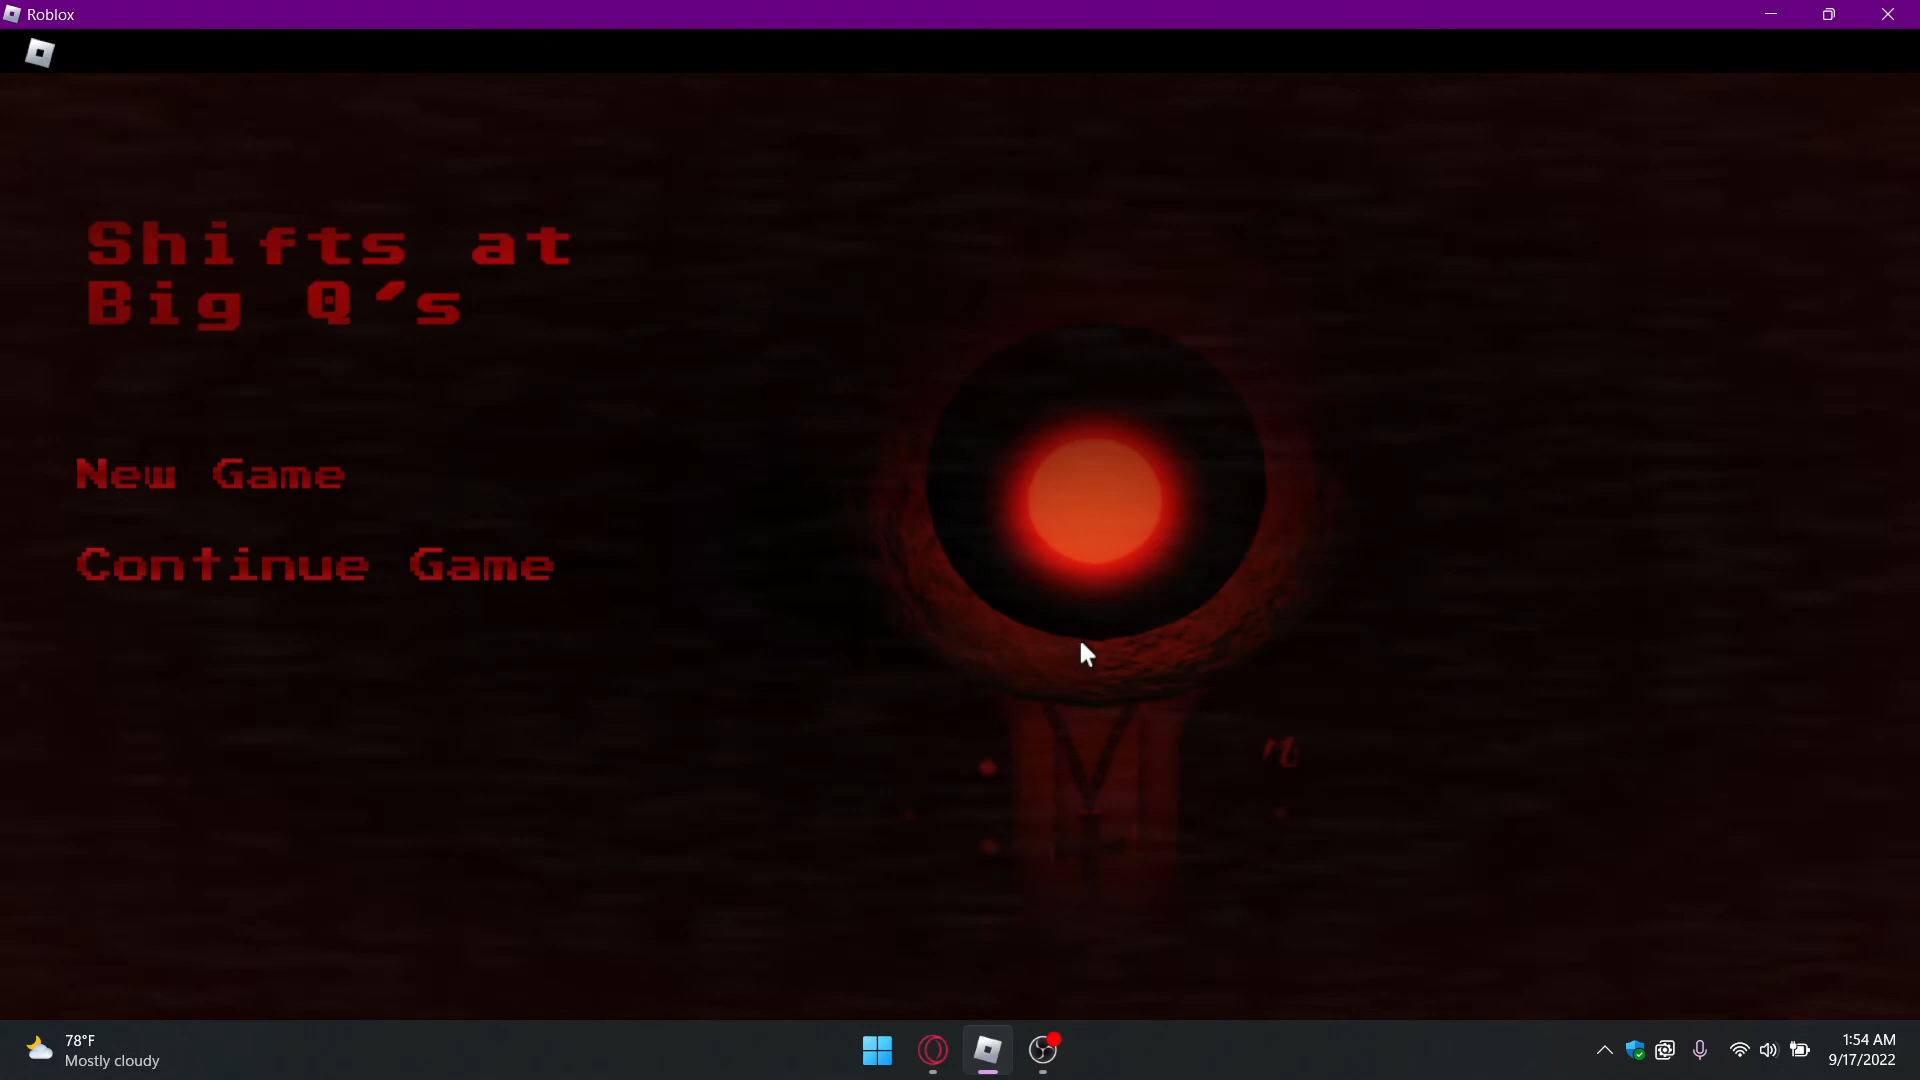 Roblox
Shifts at
Big Q's
New Game
Continue Game
78°F
Mostly cloudy
1:54 AM
9/17/2022